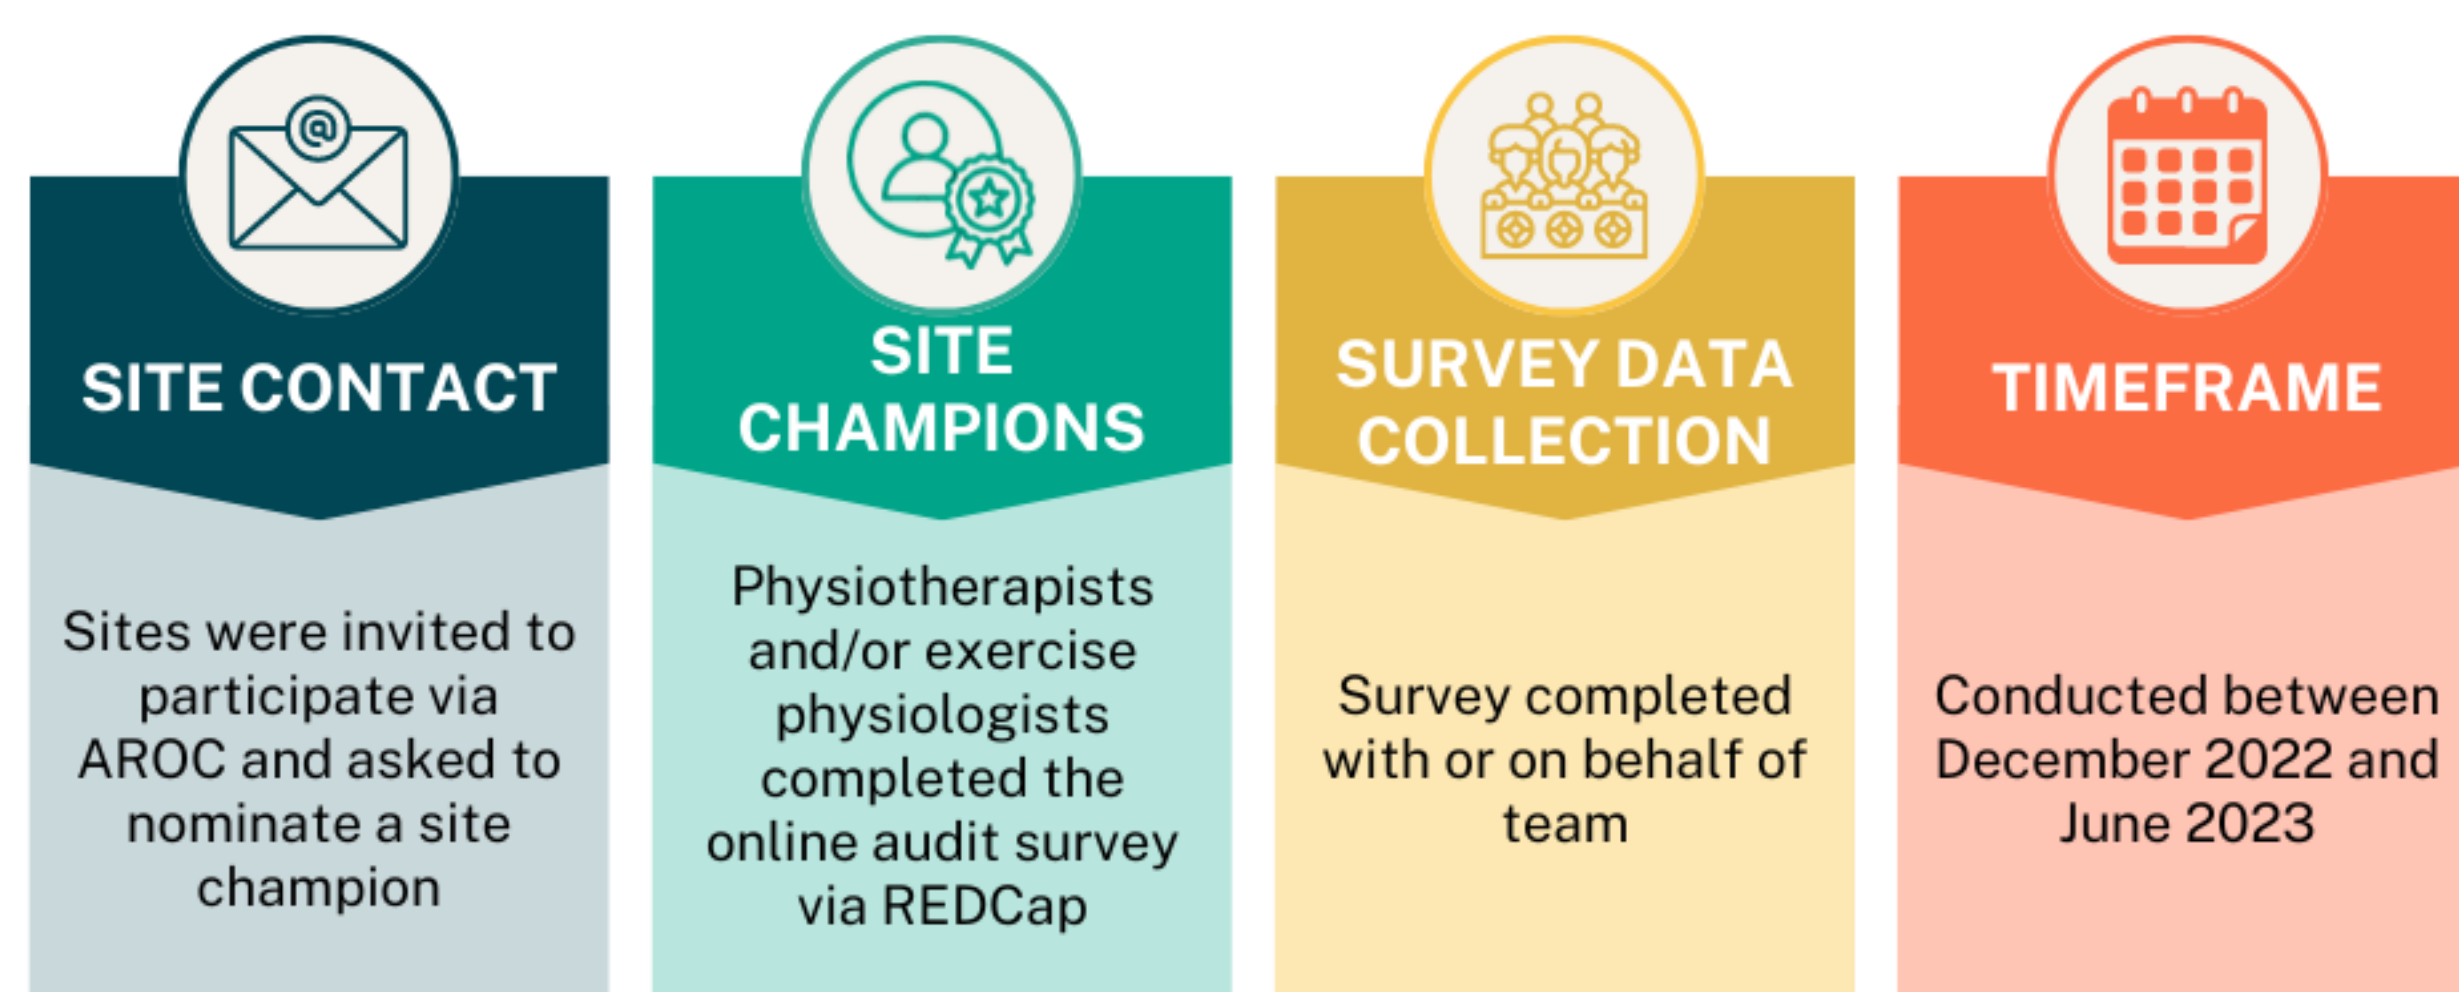 @
SITE CONTACT
Sites were invited to
participate via
AROC and asked to
nominate a site
champion
SITE
CHAMPIONS
Physiotherapists
and/or exercise
physiologists
completed the
online audit survey
via REDCap
SURVEY DATA
COLLECTION
Survey completed
with or on behalf of
team
TIMEFRAME
Conducted between
December 2022 and
June 2023